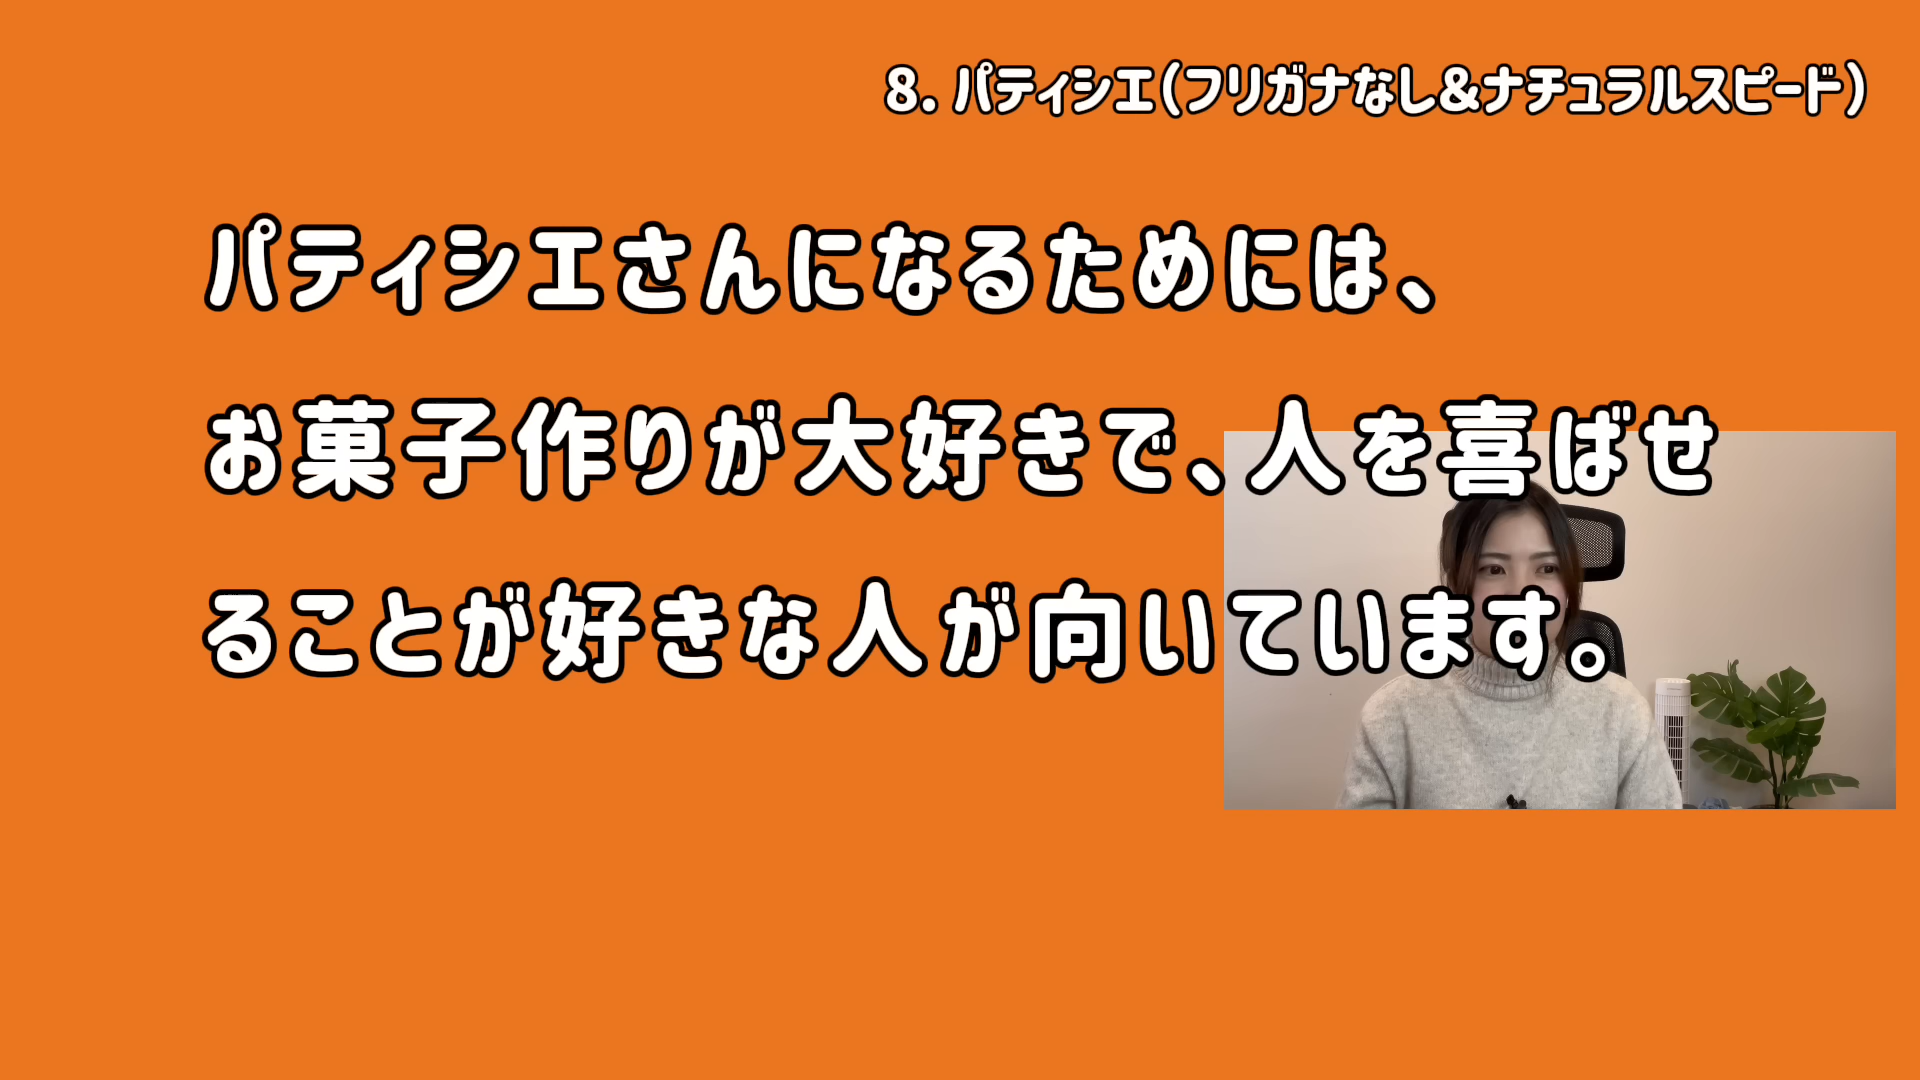 8. パティシエ(フリガナなし&ナチュラルスピード)
パティシエさんになるためには、
お菓子作りが大好きで、人を喜ばせ
ることが好きな人が向いています。